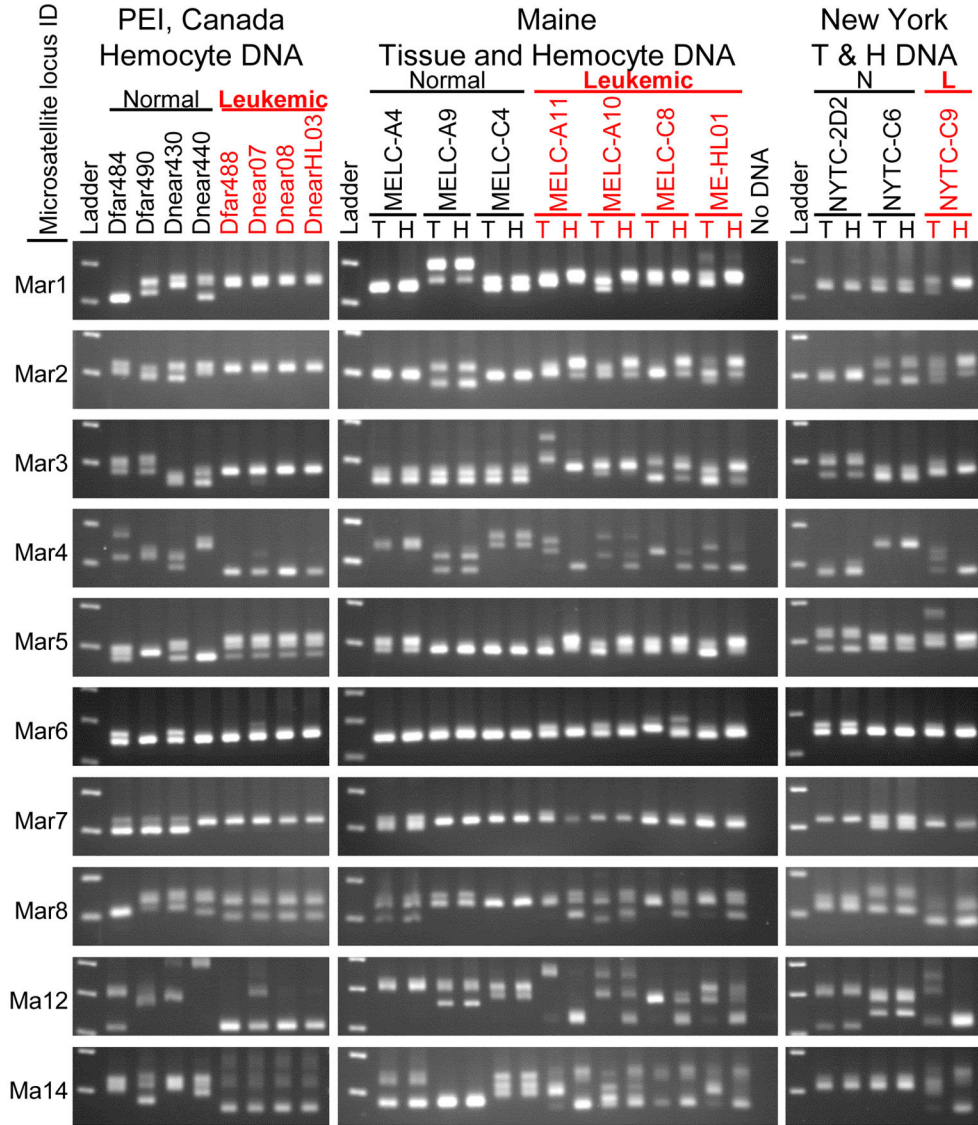 PEI, Canada
Hemocyte DNA
Maine
Tissue and Hemocyte DNA
New York
T & H DNA
Normal
Leukemic
Normal
Leukemic
N
L
Microsatellite locus ID
Ladder
Dfar484
Dfar490
Dnear430
Dnear440
Dfar488
Dnear07
Dnear08
DnearHL03
Ladder
MELC-A4
MELC-A9
MELC-C4
MELC-A11
MELC-A10
MELC-C8
ME-HL01
No DNA
Ladder
NYTC-2D2
NYTC-C6
NYTC-C9
T H T H T H T H T H T H T H
T H T H T H
Mar1
Mar2
Mar3
Mar4
Mar5
Mar6
Mar7
Mar8
Ma12
Ma14